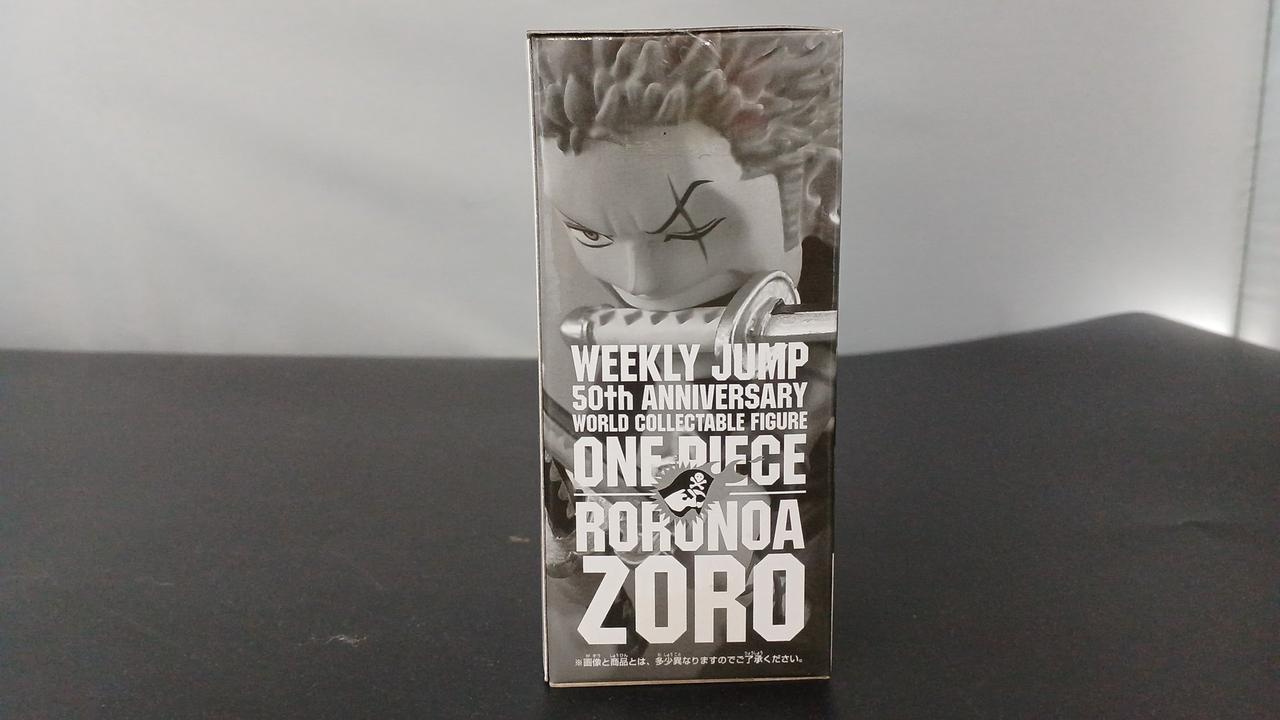 WEEKLY JUMP
50th ANNIVERSARY
WORLD COLLECTABLE FIGURE
ONE PIECE
RORONOA
ZORO
※画像と商品とは、多少異なりますのでご了承ください。